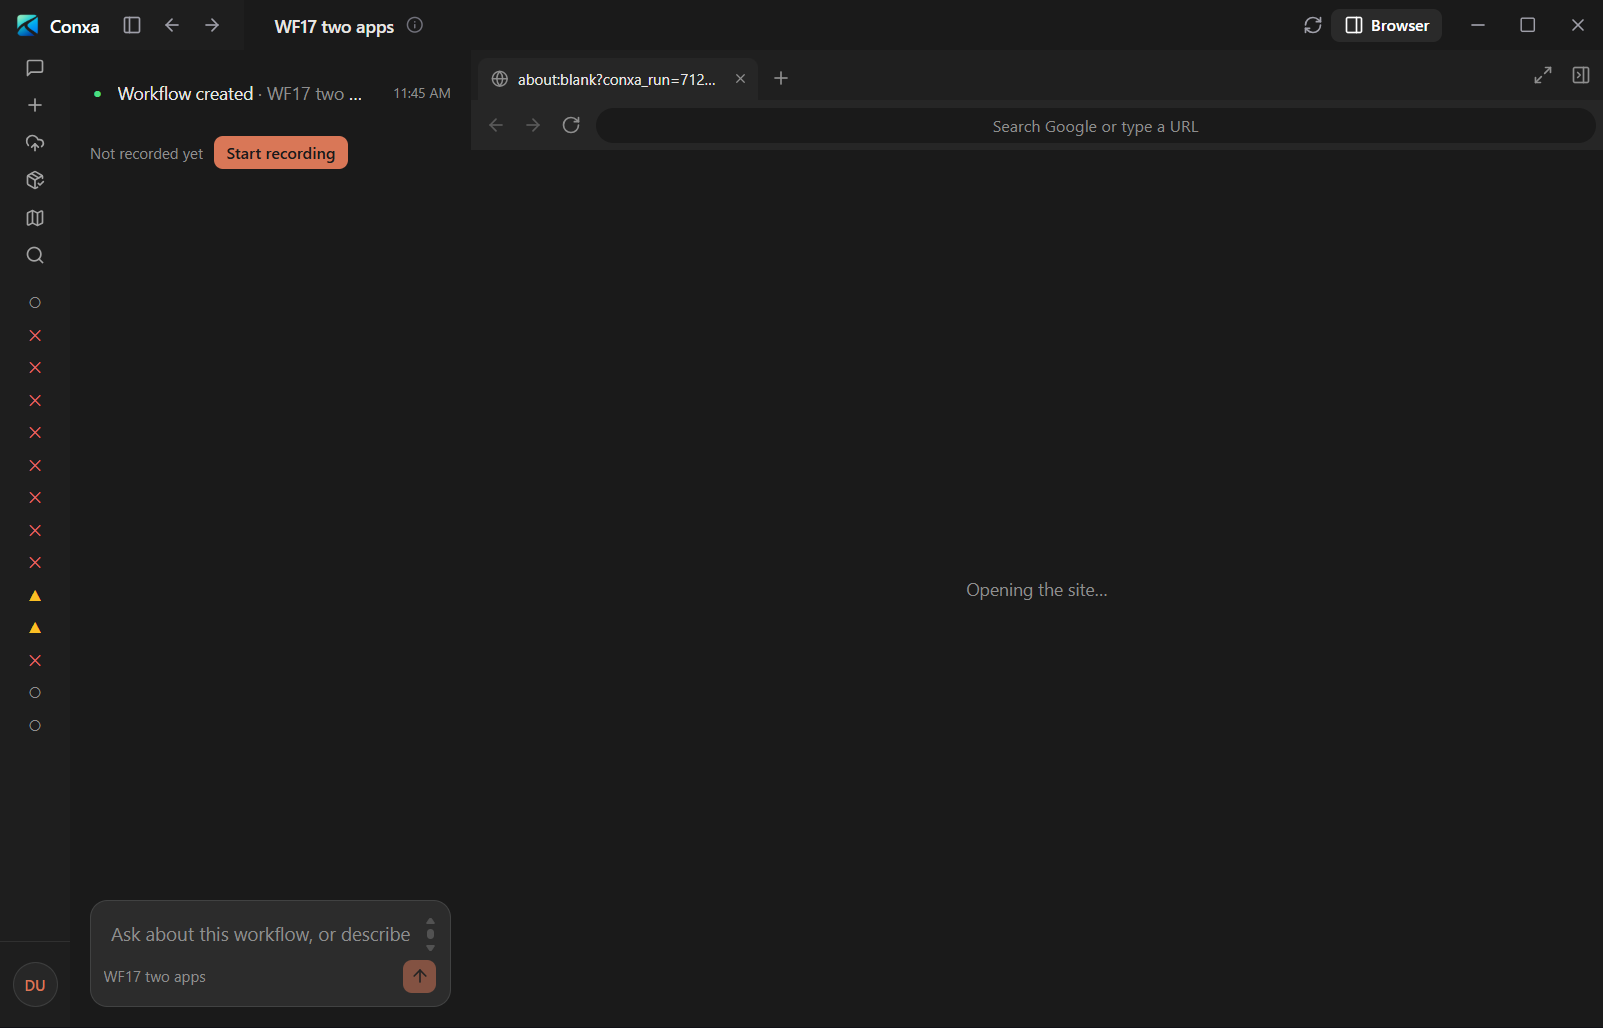 Conxa
WF17 two apps
Browser
Workflow created · WF17 two ...
11:45 AM
about:blank?conxa_run=712...
Search Google or type a URL
Not recorded yet
Start recording
Opening the site...
Ask about this workflow, or describe
WF17 two apps
DU